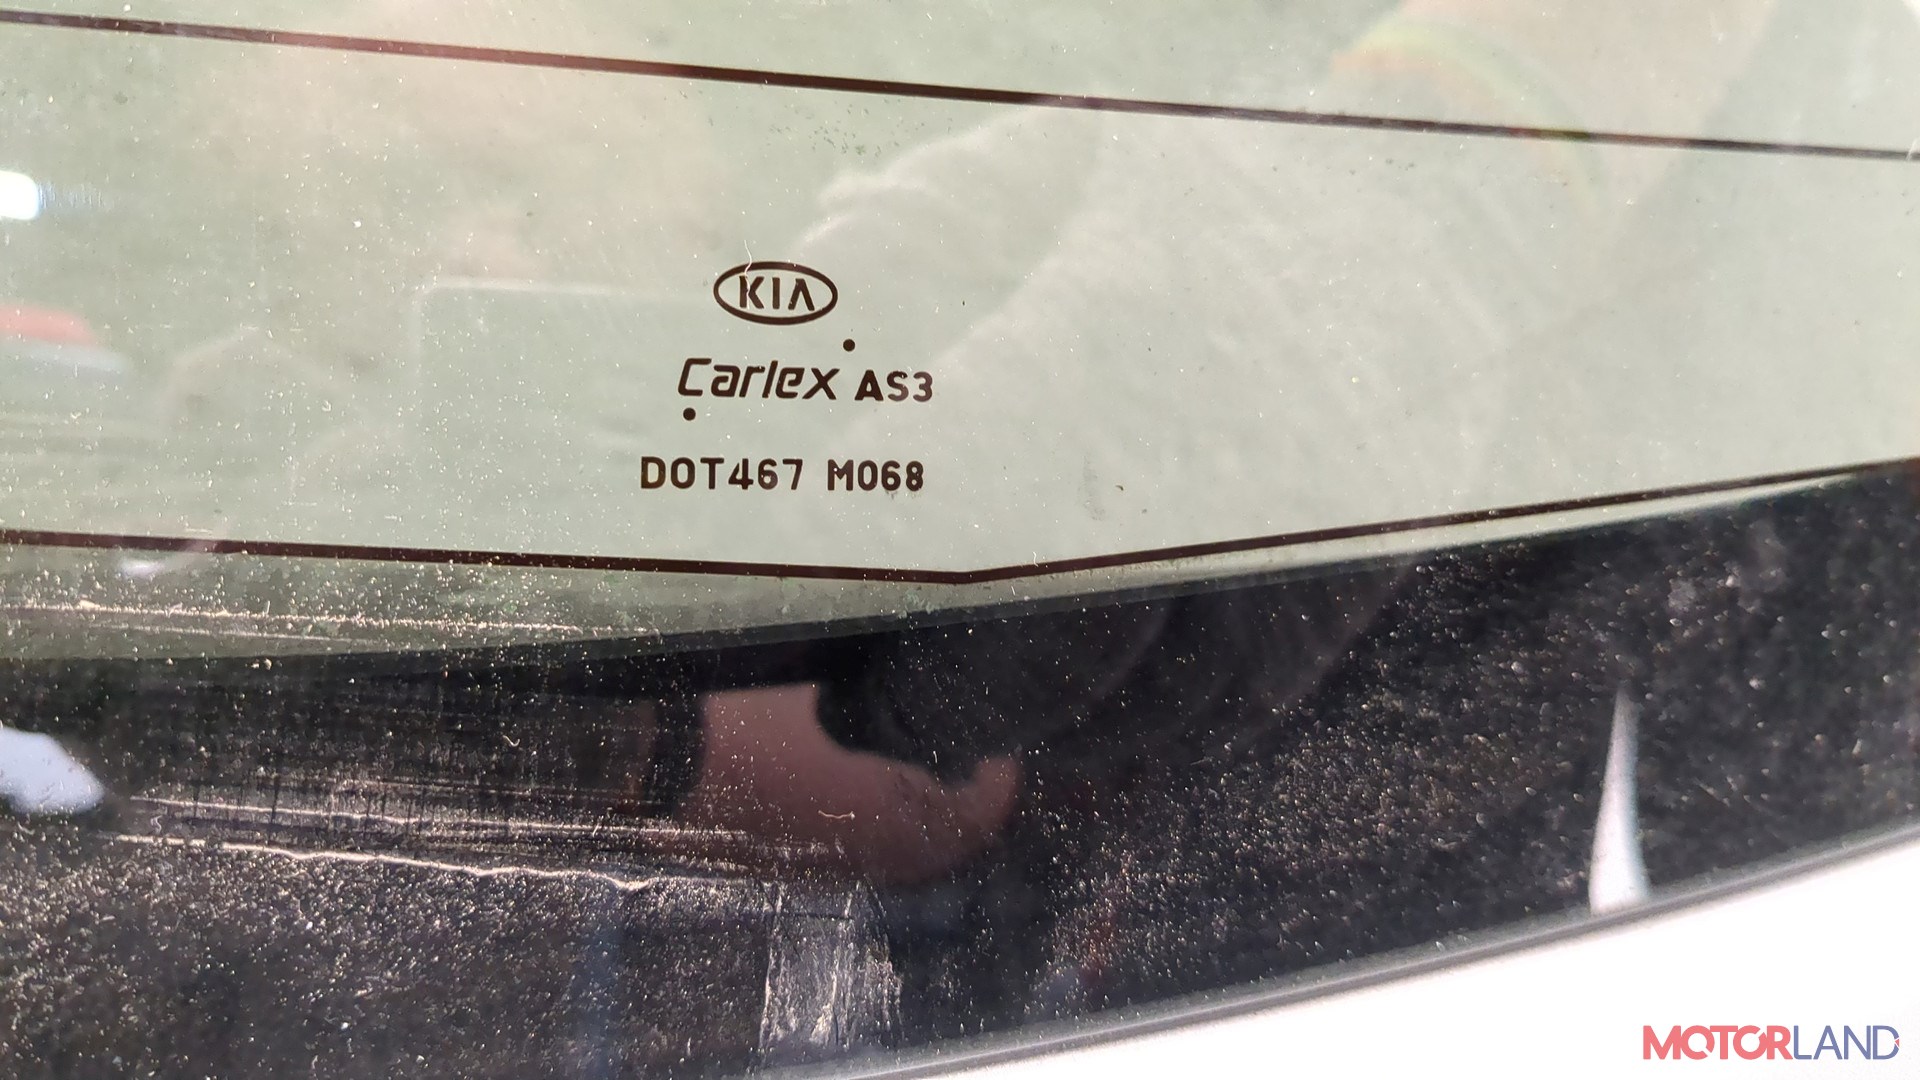 KIA
Carlex AS3
DOT467 M068
MOTORLAND